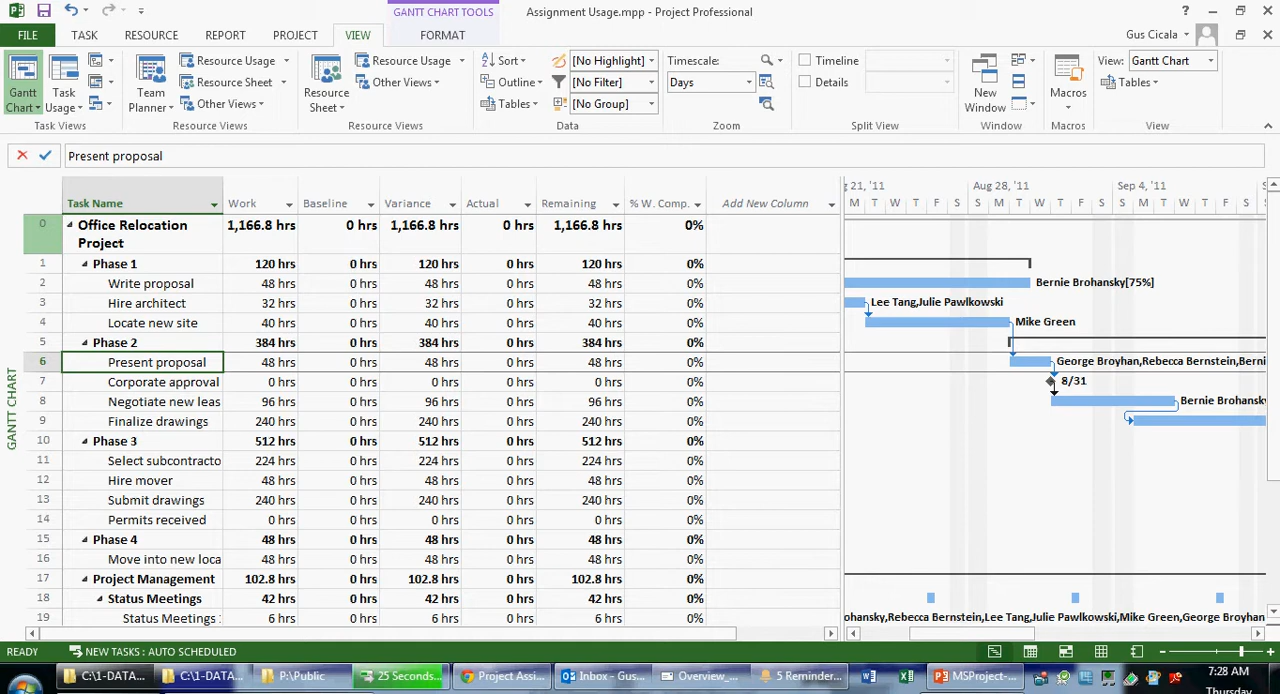 GANTT CHART TOOLS
Assignment Usage.mpp - Project Professional
FILE TASK RESOURCE REPORT PROJECT VIEW FORMAT
Gus Cicala
Gantt Chart
Task Usage
Task Views
Team Planner
Resource Usage
Resource Sheet
Other Views
Resource Views
Resource Sheet
Resource Usage
Other Views
Resource Views
Sort
Outline
Tables
[No Highlight]
[No Filter]
[No Group]
Data
Timescale:
Days
Zoom
Timeline
Details
Split View
New Window
Window
Macros
Macros
View: Gantt Chart
Tables
View
Present proposal
GANTT CHART
Task Name Work Baseline Variance Actual Remaining % W. Comp. Add New Column
0 Office Relocation Project 1,166.8 hrs 0 hrs 1,166.8 hrs 0 hrs 1,166.8 hrs 0%
1 Phase 1 120 hrs 0 hrs 120 hrs 0 hrs 120 hrs 0%
2 Write proposal 48 hrs 0 hrs 48 hrs 0 hrs 48 hrs 0%
3 Hire architect 32 hrs 0 hrs 32 hrs 0 hrs 32 hrs 0%
4 Locate new site 40 hrs 0 hrs 40 hrs 0 hrs 40 hrs 0%
5 Phase 2 384 hrs 0 hrs 384 hrs 0 hrs 384 hrs 0%
6 Present proposal 48 hrs 0 hrs 48 hrs 0 hrs 48 hrs 0%
7 Corporate approval 0 hrs 0 hrs 0 hrs 0 hrs 0 hrs 0%
8 Negotiate new leas 96 hrs 0 hrs 96 hrs 0 hrs 96 hrs 0%
9 Finalize drawings 240 hrs 0 hrs 240 hrs 0 hrs 240 hrs 0%
10 Phase 3 512 hrs 0 hrs 512 hrs 0 hrs 512 hrs 0%
11 Select subcontracto 224 hrs 0 hrs 224 hrs 0 hrs 224 hrs 0%
12 Hire mover 48 hrs 0 hrs 48 hrs 0 hrs 48 hrs 0%
13 Submit drawings 240 hrs 0 hrs 240 hrs 0 hrs 240 hrs 0%
14 Permits received 0 hrs 0 hrs 0 hrs 0 hrs 0 hrs 0%
15 Phase 4 48 hrs 0 hrs 48 hrs 0 hrs 48 hrs 0%
16 Move into new loca 48 hrs 0 hrs 48 hrs 0 hrs 48 hrs 0%
17 Project Management 102.8 hrs 0 hrs 102.8 hrs 0 hrs 102.8 hrs 0%
18 Status Meetings 42 hrs 0 hrs 42 hrs 0 hrs 42 hrs 0%
19 Status Meetings 6 hrs 0 hrs 6 hrs 0 hrs 6 hrs 0%
g 21, '11 Aug 28, '11 Sep 4, '11
M T W T F S S M T W T F S S M T W T F S
Bernie Brohansky[75%]
Lee Tang,Julie Pawlkowski
Mike Green
George Broyhan,Rebecca Bernstein,Berni
8/31
Bernie Brohansky
ohansky,Rebecca Bernstein,Lee Tang,Julie Pawlkowski,Mike Green,George Broyhan
READY NEW TASKS : AUTO SCHEDULED
C:\1-DATA... C:\1-DATA... P:\Public 25 Seconds... Project Assi... Inbox - Gus... Overview_... 5 Reminder... MSProject-...
7:28 AM
Thursday